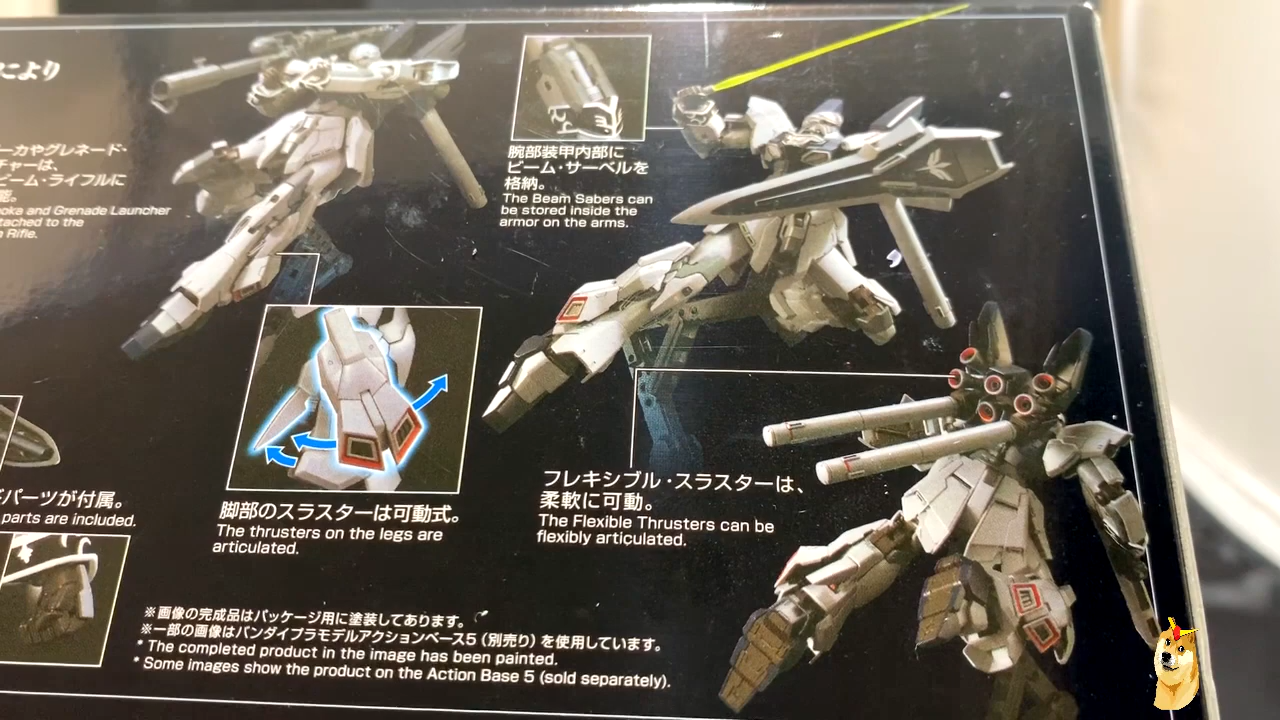 により
ーカやグレネード・
チャーは、
ビーム・ライフルに
能。
ooka and Grenade Launcher
ttached to the
Rifle.
腕部装甲内部に
ビーム・サーベルを
格納。
The Beam Sabers can
be stored inside the
armor on the arms.
パーツが付属。
parts are included.
脚部のスラスターは可動式。
The thrusters on the legs are
articulated.
フレキシブル・スラスターは、
柔軟に可動。
The Flexible Thrusters can be
flexibly articulated.
※画像の完成品はパッケージ用に塗装してあります。
※一部の画像はバンダイプラモデルアクションベース5（別売り）を使用しています。
* The completed product in the image has been painted.
* Some images show the product on the Action Base 5 (sold separately).